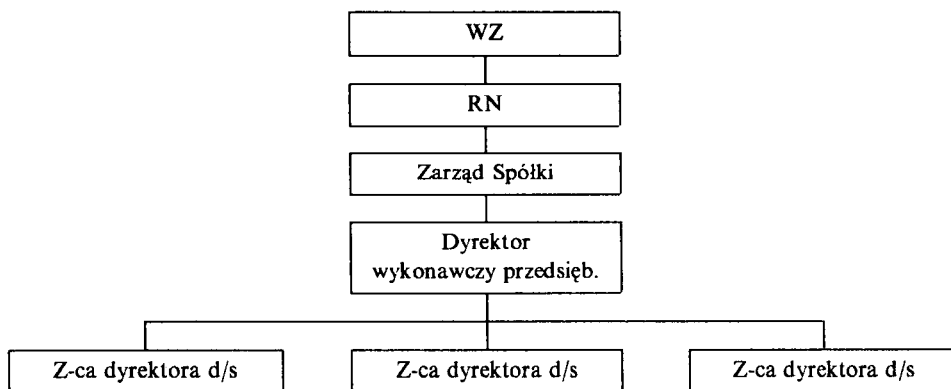 WZ
RN
Zarząd Spółki
Dyrektor
wykonawczy przedsięb.
Z-ca dyrektora d/s
Z-ca dyrektora d/s
Z-ca dyrektora d/s